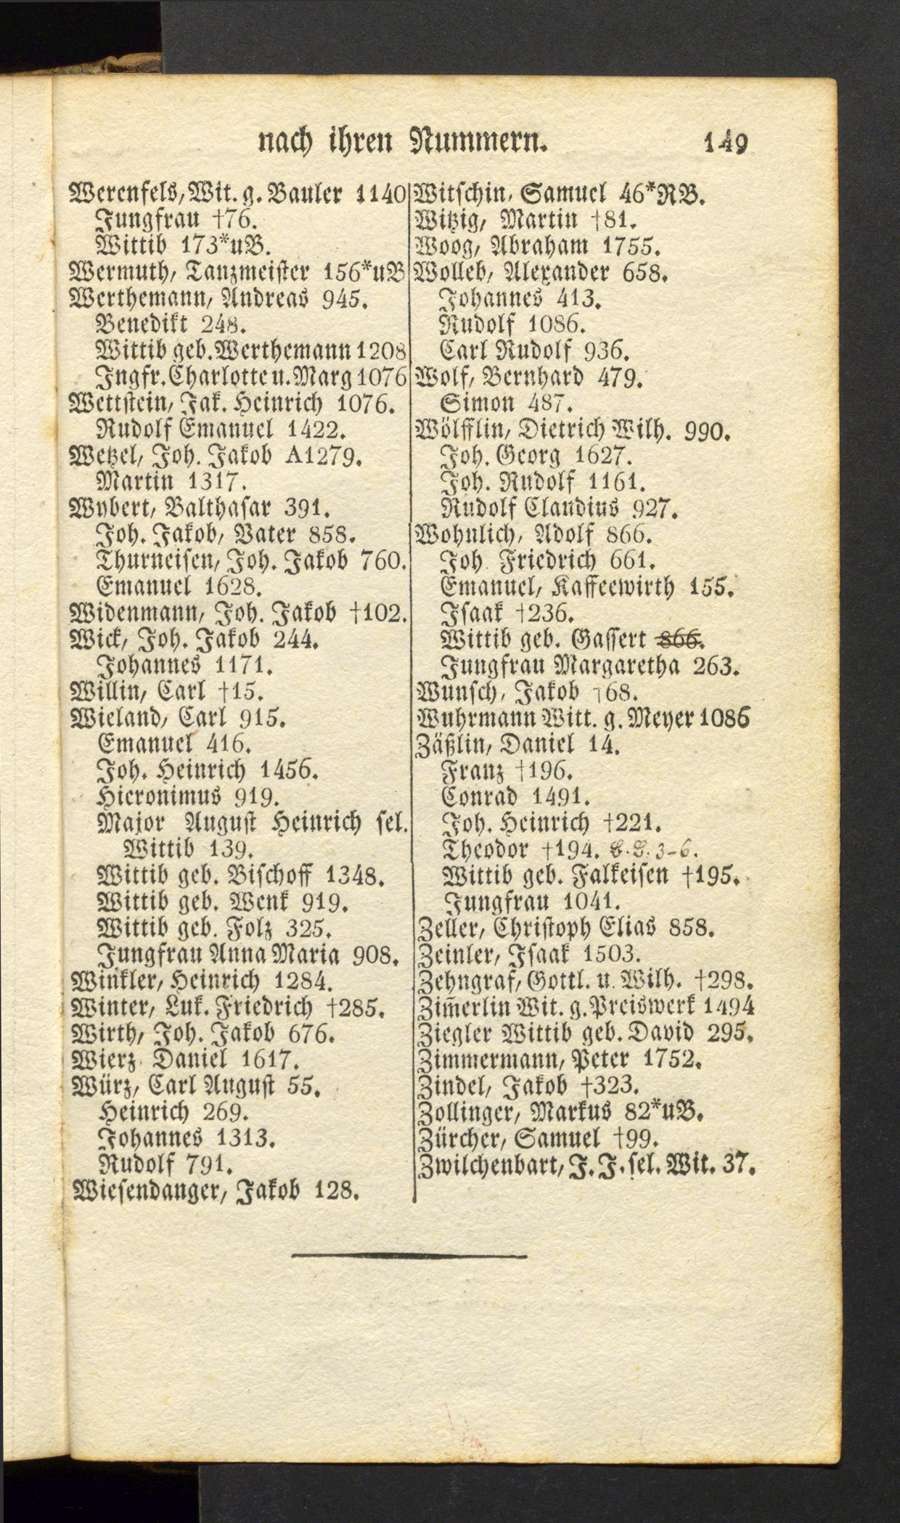 nach ihren Nummern. 149
Werenfels, Wit. g. Bauler 1140
Jungfrau †76.
Wittib 173*uB.
Wermuth, Tanzmeister 156*uB
Werthemann, Andreas 945.
Benedikt 248.
Wittib geb. Werthemann 1208
Jngfr. Charlotte u. Marg 1076
Wettstein, Jak. Heinrich 1076.
Rudolf Emanuel 1422.
Wetzel, Joh. Jakob A1279.
Martin 1317.
Wybert, Balthasar 391.
Joh. Jakob, Vater 858.
Thurneisen, Joh. Jakob 760.
Emanuel 1628.
Widenmann, Joh. Jakob †102.
Wick, Joh. Jakob 244.
Johannes 1171.
Willin, Carl †15.
Wieland, Carl 915.
Emanuel 416.
Joh. Heinrich 1456.
Hieronimus 919.
Major August Heinrich sel.
Wittib 139.
Wittib geb. Bischoff 1348.
Wittib geb. Wenk 919.
Wittib geb. Folz 325.
Jungfrau Anna Maria 908.
Winkler, Heinrich 1284.
Winter, Luk. Friedrich †285.
Wirth, Joh. Jakob 676.
Wierz Daniel 1617.
Würz, Carl August 55.
Heinrich 269.
Johannes 1313.
Rudolf 791.
Wiesendanger, Jakob 128.
Witschin, Samuel 46*RB.
Witzig, Martin †81.
Woog, Abraham 1755.
Wolleb, Alexander 658.
Johannes 413.
Rudolf 1086.
Carl Rudolf 936.
Wolf, Bernhard 479.
Simon 487.
Wölfflin, Dietrich Wilh. 990.
Joh. Georg 1627.
Joh. Rudolf 1161.
Rudolf Claudius 927.
Wohnlich, Adolf 866.
Joh Friedrich 661.
Emanuel, Kaffeewirth 155.
Isaak †236.
Wittib geb. Gassert 866.
Jungfrau Margaretha 263.
Wunsch, Jakob †68.
Wuhrmann Witt. g. Meyer 1086
Zäßlin, Daniel 14.
Franz †196.
Conrad 1491.
Joh. Heinrich †221.
Theodor †194. 3-6.
Wittib geb. Falkeisen †195.
Jungfrau 1041.
Zeller, Christoph Elias 858.
Zeinler, Isaak 1503.
Zehngraf, Gottl. u. Wilh. †298.
Zim̃erlin Wit. g. Preiswerk 1494
Ziegler Wittib geb. David 295.
Zimmermann, Peter 1752.
Zindel, Jakob †323.
Zollinger, Markus 82*uB.
Zürcher, Samuel †99.
Zwilchenbart, J. J. sel. Wit. 37.